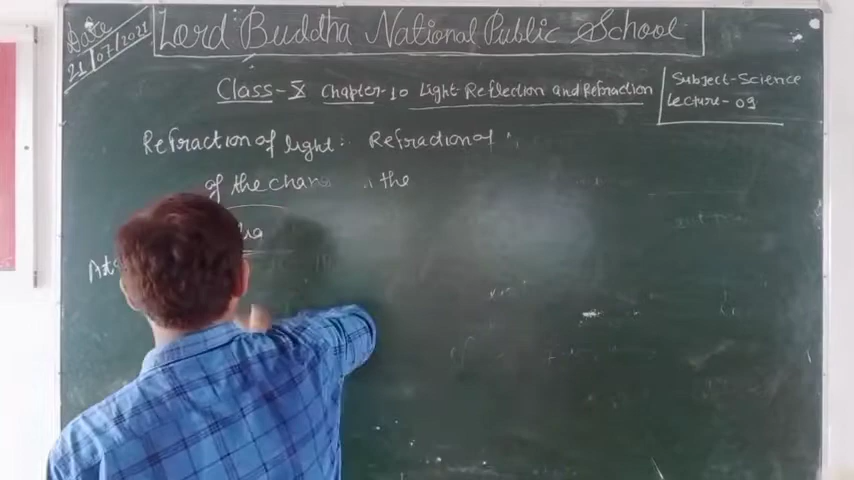 Date
21/07/2021
Lord Buddha National Public School
Class-X Chapter-10 Light-Reflection and Refraction
Subject-Science
Lecture-09
Refraction of light:- Refraction of
of the the